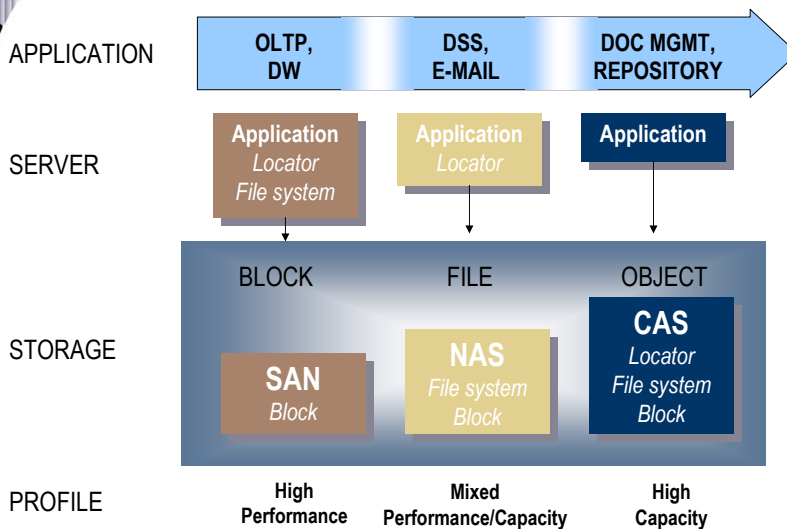 APPLICATION
OLTP,
DW
DSS,
E-MAIL
DOC MGMT,
REPOSITORY
SERVER
Application
Locator
File system
Application
Locator
Application
STORAGE
BLOCK
FILE
OBJECT
SAN
Block
NAS
File system
Block
CAS
Locator
File system
Block
PROFILE
High
Performance
Mixed
Performance/Capacity
High
Capacity